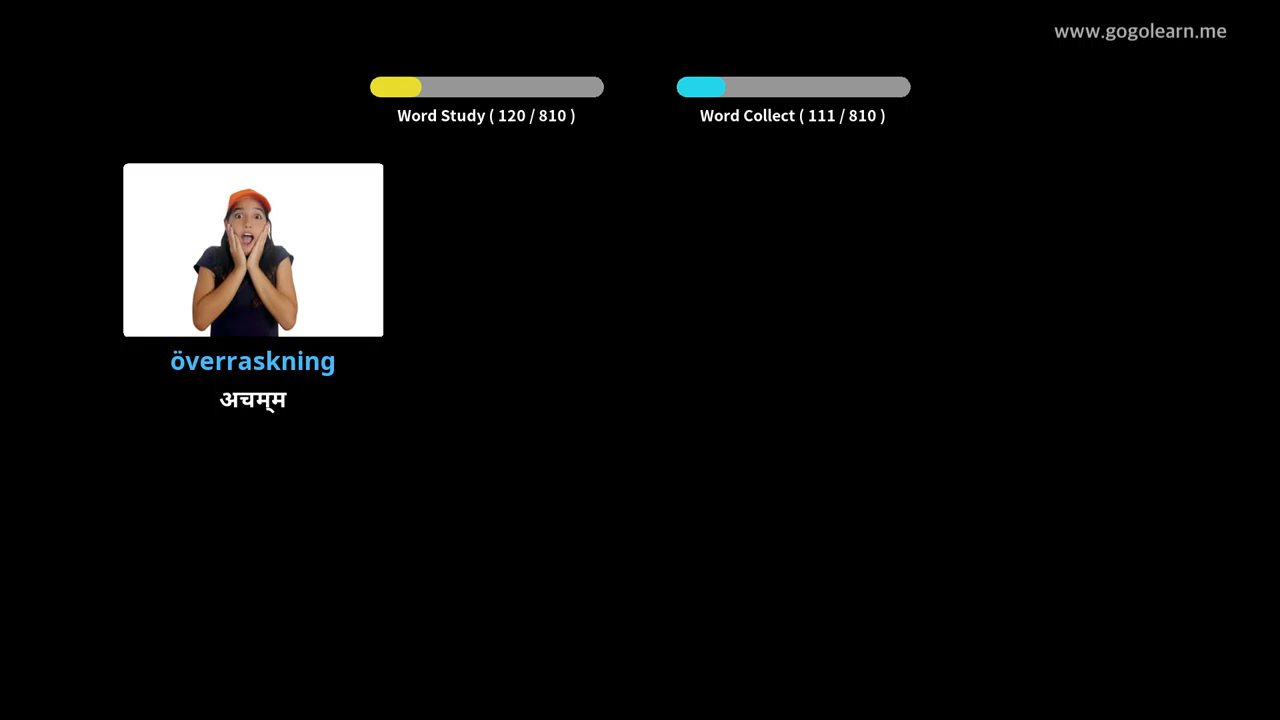 www.gogolearn.me
Word Study ( 120 / 810 )
Word Collect ( 111 / 810 )
överraskning
अचम्‌म